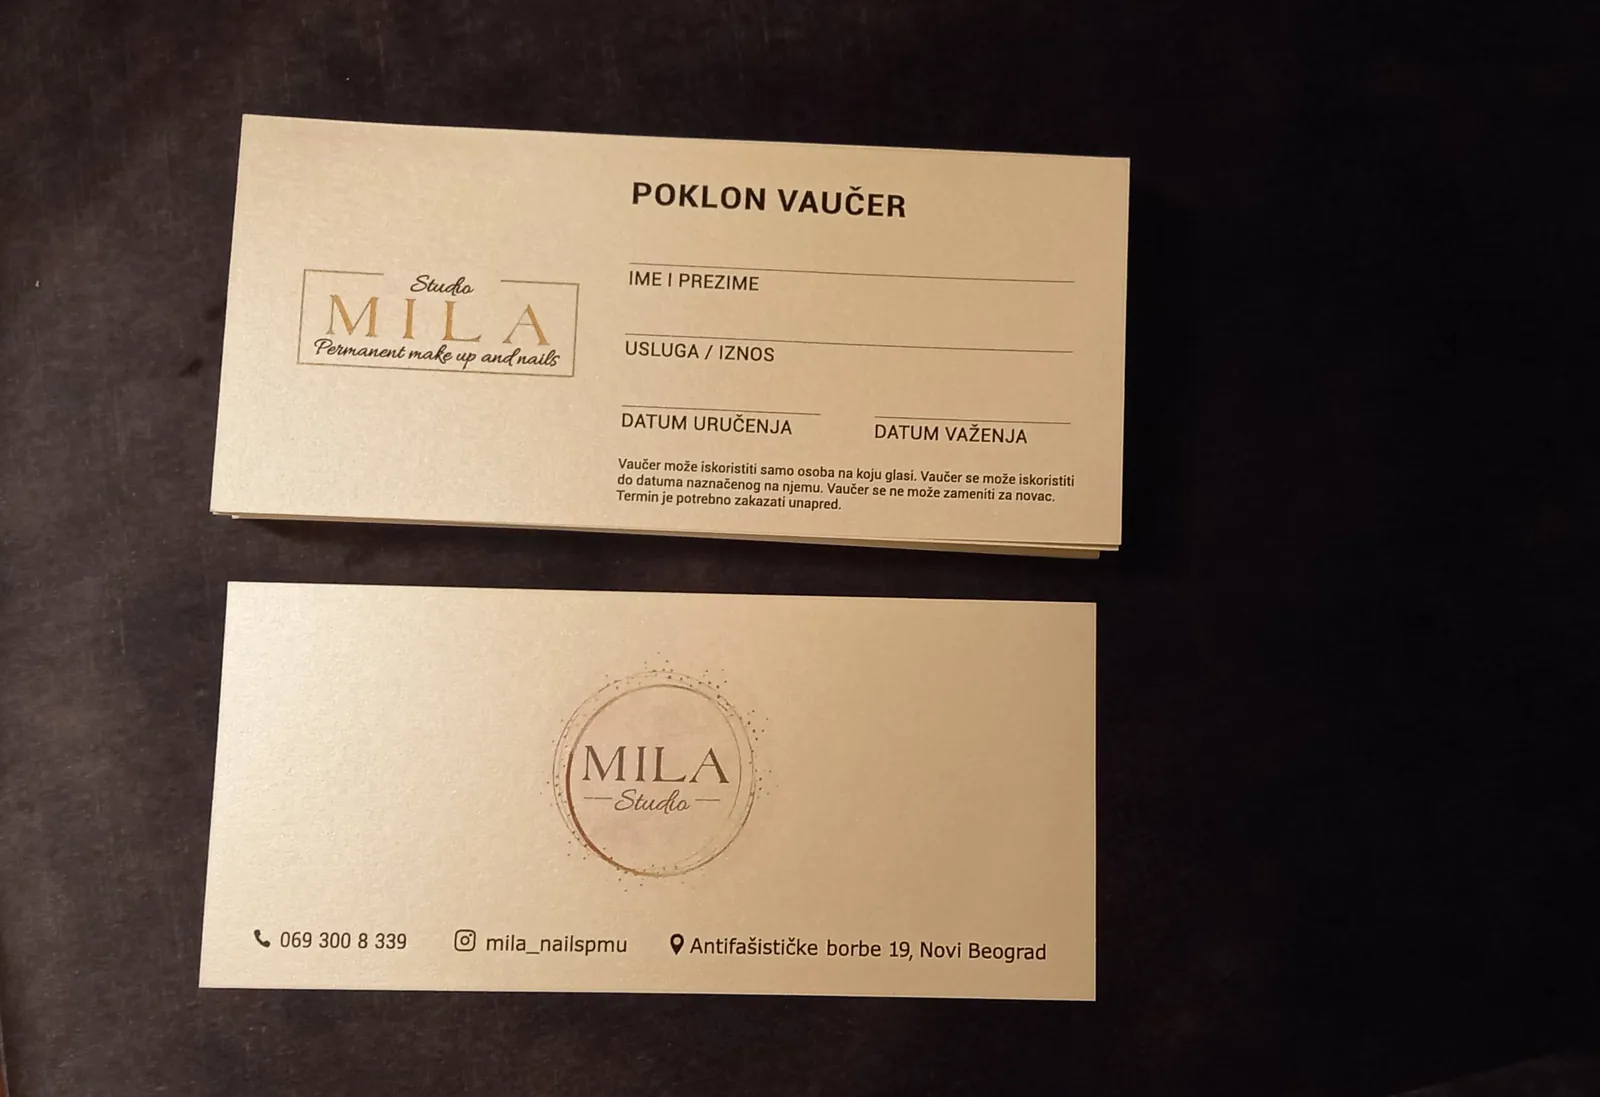 POKLON VAUČER
Studio
MILA
Permanent make up and nails
IME I PREZIME
USLUGA / IZNOS
DATUM URUČENJA
DATUM VAŽENJA
Vaučer može iskoristiti samo osoba na koju glasi. Vaučer se može iskoristiti
do datuma naznačenog na njemu. Vaučer se ne može zameniti za novac.
Termin je potrebno zakazati unapred.
MILA
Studio
069 300 8 339
mila_nailspmu
Antifašističke borbe 19, Novi Beograd